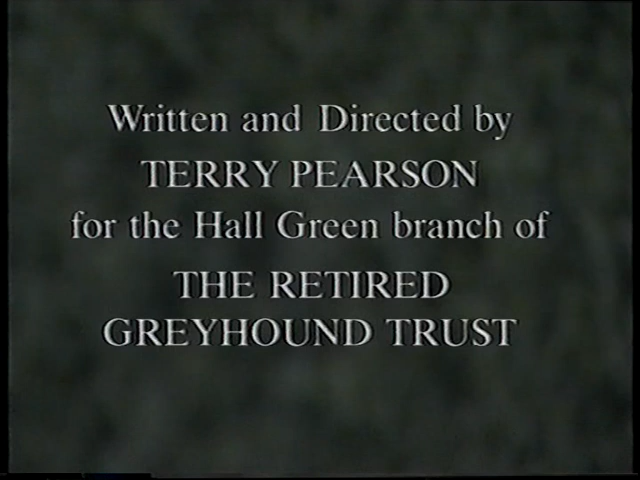 Written and Directed by
TERRY PEARSON
for the Hall Green branch of
THE RETIRED
GREYHOUND TRUST